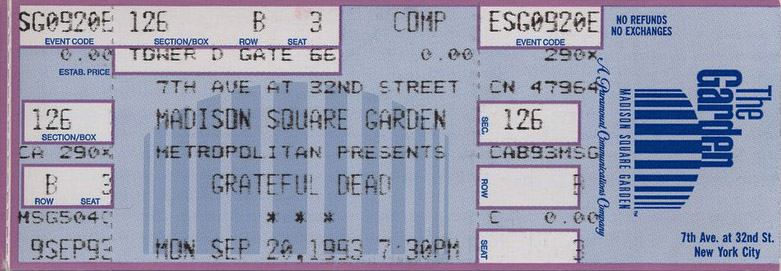 SG0920E 126 B 3 COMP ESG0920E
EVENT CODE SECTION/BOX ROW SEAT EVENT CODE
0.00 TOWER D GATE 66 0.00 290X
ESTAB. PRICE
7TH AVE AT 32ND STREET CN 47964
126 MADISON SQUARE GARDEN SEC. 126
SECTION/BOX
CA 290X METROPOLITAN PRESENTS CAB93MSG
B 3 GRATEFUL DEAD ROW B
ROW SEAT
MSG504C * * * C 0.00
9SEP93 MON SEP 20,1993 7:30PM SEAT 3
NO REFUNDS
NO EXCHANGES
A Paramount Communications Company
MADISON SQUARE GARDEN™
The Garden
7th Ave. at 32nd St.
New York City